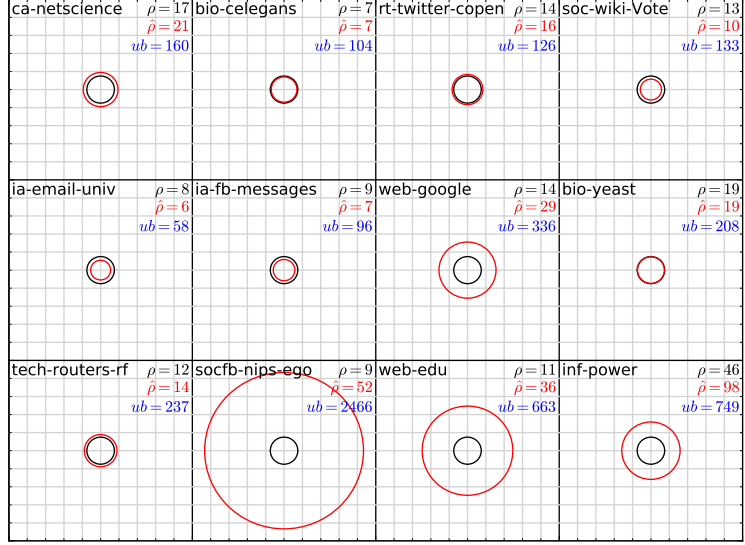 ca-netscience ρ = 17
ρ̂ = 21
ub = 160
bio-celegans ρ = 7
ρ̂ = 7
ub = 104
rt-twitter-copen ρ = 14
ρ̂ = 16
ub = 126
soc-wiki-Vote ρ = 13
ρ̂ = 10
ub = 133
ia-email-univ ρ = 8
ρ̂ = 6
ub = 58
ia-fb-messages ρ = 9
ρ̂ = 7
ub = 96
web-google ρ = 14
ρ̂ = 29
ub = 336
bio-yeast ρ = 19
ρ̂ = 19
ub = 208
tech-routers-rf ρ = 12
ρ̂ = 14
ub = 237
socfb-nips-ego ρ = 9
ρ̂ = 52
ub = 2466
web-edu ρ = 11
ρ̂ = 36
ub = 663
inf-power ρ = 46
ρ̂ = 98
ub = 749